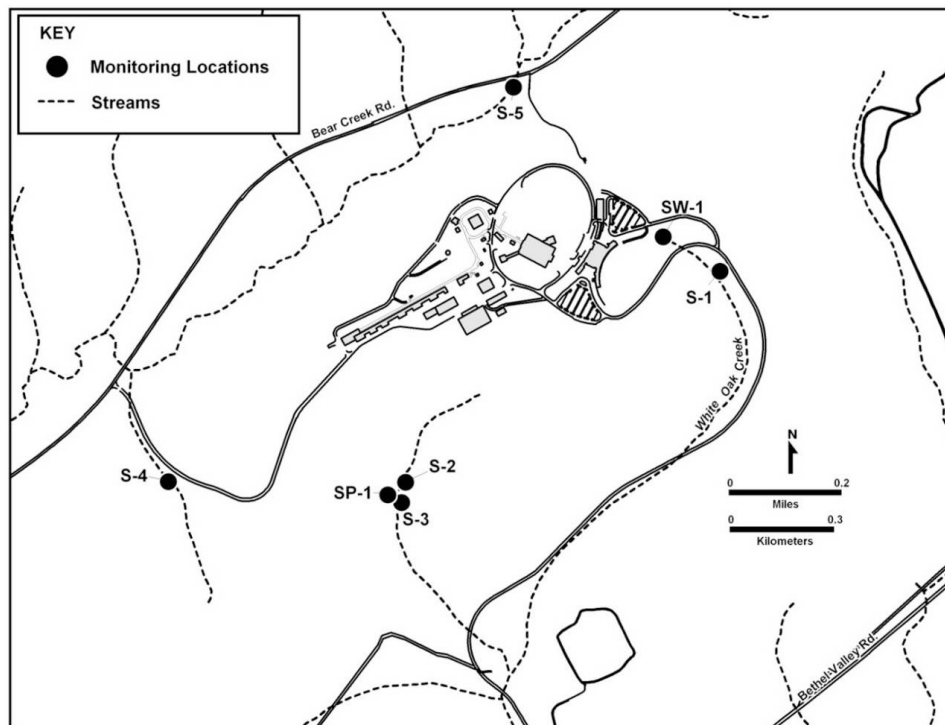 KEY
Monitoring Locations
Streams
Bear Creek Rd.
S-5
SW-1
S-1
White Oak Creek
S-4
S-2
SP-1
S-3
N
0 0.2
Miles
0 0.3
Kilometers
Bethel Valley Rd.